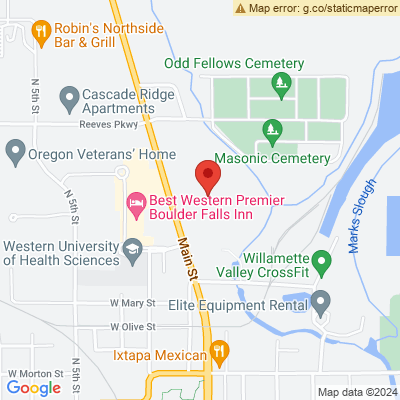 Map error: g.co/staticmaperror
Robin's Northside
Bar & Grill
Odd Fellows Cemetery
N 5th St
Cascade Ridge
Apartments
Reeves Pkwy
Masonic Cemetery
Oregon Veterans' Home
N 5th St
Best Western Premier
Boulder Falls Inn
Marks Slough
Main St
Western University
of Health Sciences
Willamette
Valley CrossFit
W Mary St
Elite Equipment Rental
W Olive St
Ixtapa Mexican
N 5th St
W Morton St
Google
Map data ©2024